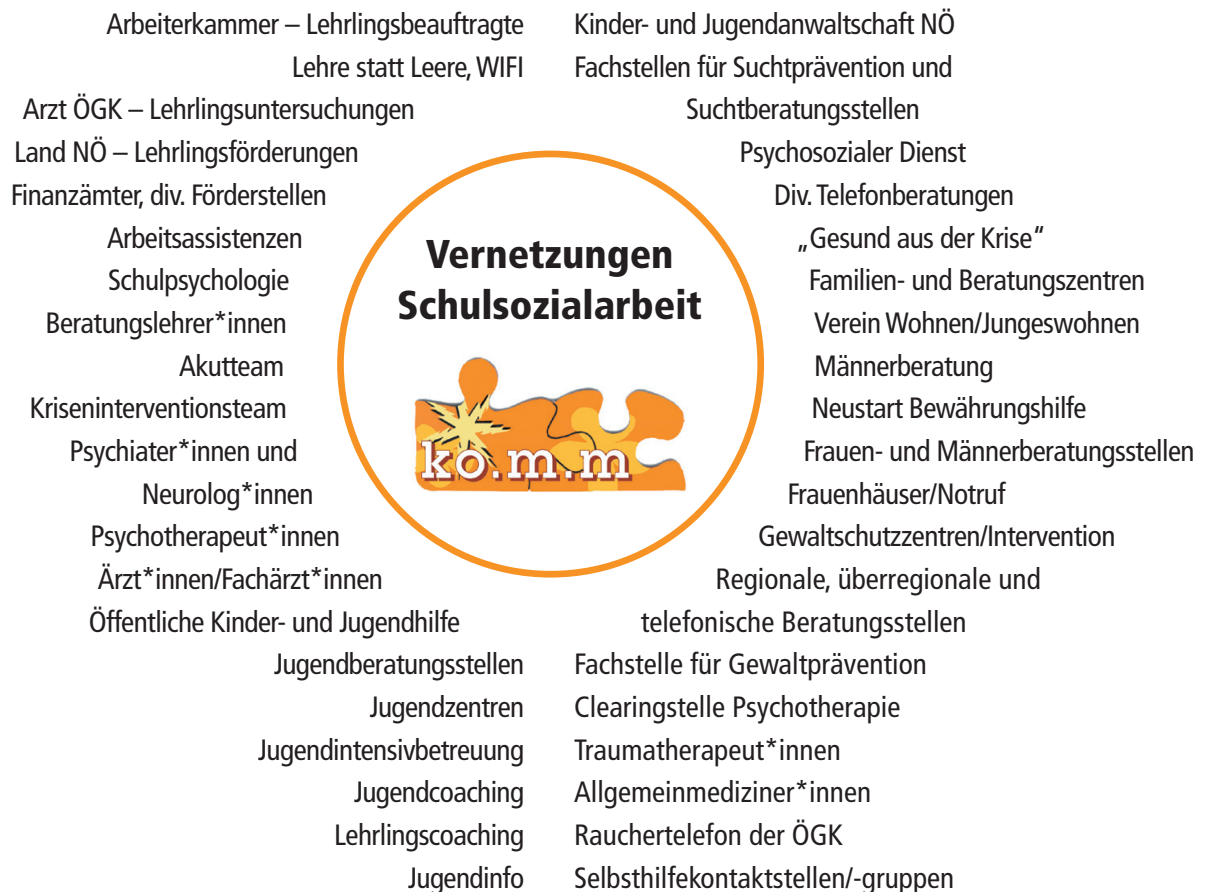 Arbeiterkammer – Lehrlingsbeauftragte
Lehre statt Leere, WIFI
Arzt ÖGK – Lehrlingsuntersuchungen
Land NÖ – Lehrlingsförderungen
Finanzämter, div. Förderstellen
Arbeitsassistenzen
Schulpsychologie
Beratungslehrer*innen
Akutteam
Kriseninterventionsteam
Psychiater*innen und
Neurolog*innen
Psychotherapeut*innen
Ärzt*innen/Fachärzt*innen
Öffentliche Kinder- und Jugendhilfe
Jugendberatungsstellen
Jugendzentren
Jugendintensivbetreuung
Jugendcoaching
Lehrlingscoaching
Jugendinfo
Vernetzungen
Schulsozialarbeit
ko.m.m
Kinder- und Jugendanwaltschaft NÖ
Fachstellen für Suchtprävention und
Suchtberatungsstellen
Psychosozialer Dienst
Div. Telefonberatungen
„Gesund aus der Krise"
Familien- und Beratungszentren
Verein Wohnen/Jungeswohnen
Männerberatung
Neustart Bewährungshilfe
Frauen- und Männerberatungsstellen
Frauenhäuser/Notruf
Gewaltschutzzentren/Intervention
Regionale, überregionale und
telefonische Beratungsstellen
Fachstelle für Gewaltprävention
Clearingstelle Psychotherapie
Traumatherapeut*innen
Allgemeinmediziner*innen
Rauchertelefon der ÖGK
Selbsthilfekontaktstellen/-gruppen